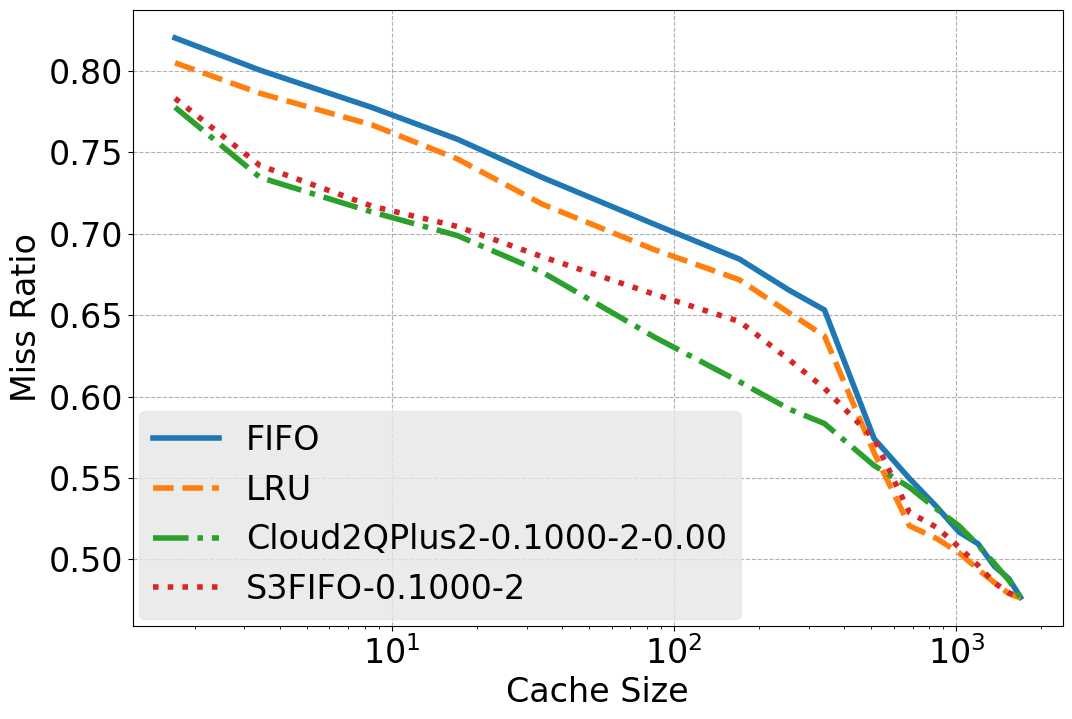 0.80
0.75
0.70
0.65
0.60
0.55
0.50
Miss Ratio
FIFO
LRU
Cloud2QPlus2-0.1000-2-0.00
S3FIFO-0.1000-2
10¹ 10² 10³
Cache Size